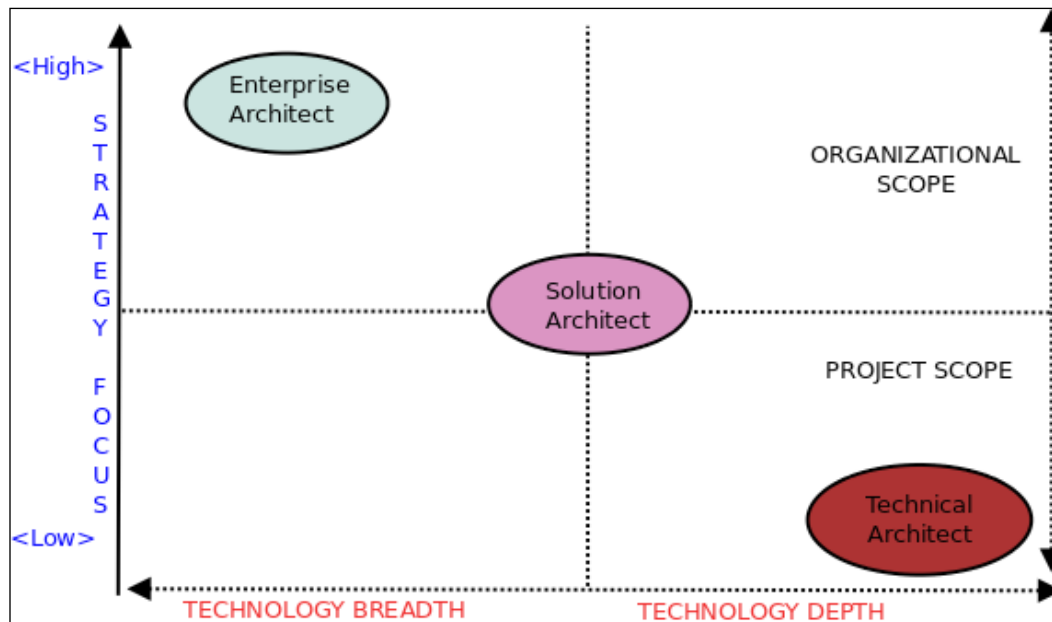 <High>
STRATEGY FOCUS
<Low>
Enterprise
Architect
ORGANIZATIONAL
SCOPE
Solution
Architect
PROJECT SCOPE
Technical
Architect
TECHNOLOGY BREADTH
TECHNOLOGY DEPTH